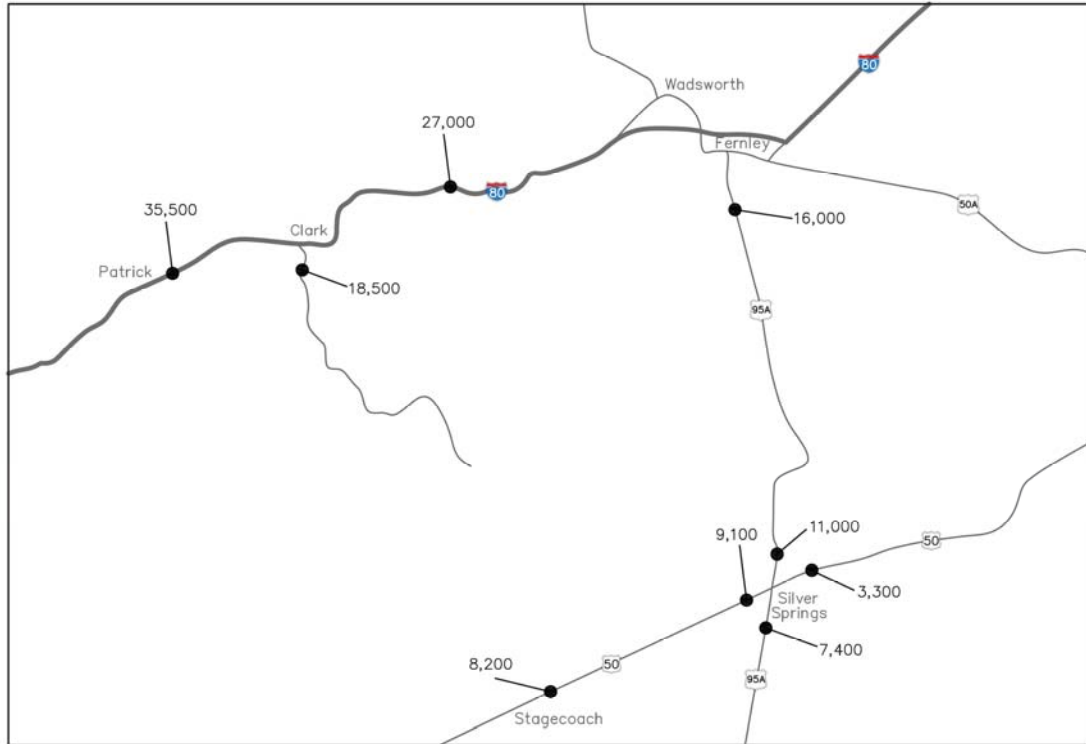 80
Wadsworth
27,000
Fernley
80
50A
35,500
Clark
16,000
Patrick
18,500
95A
9,100
11,000
50
3,300
Silver
Springs
7,400
8,200
50
95A
Stagecoach